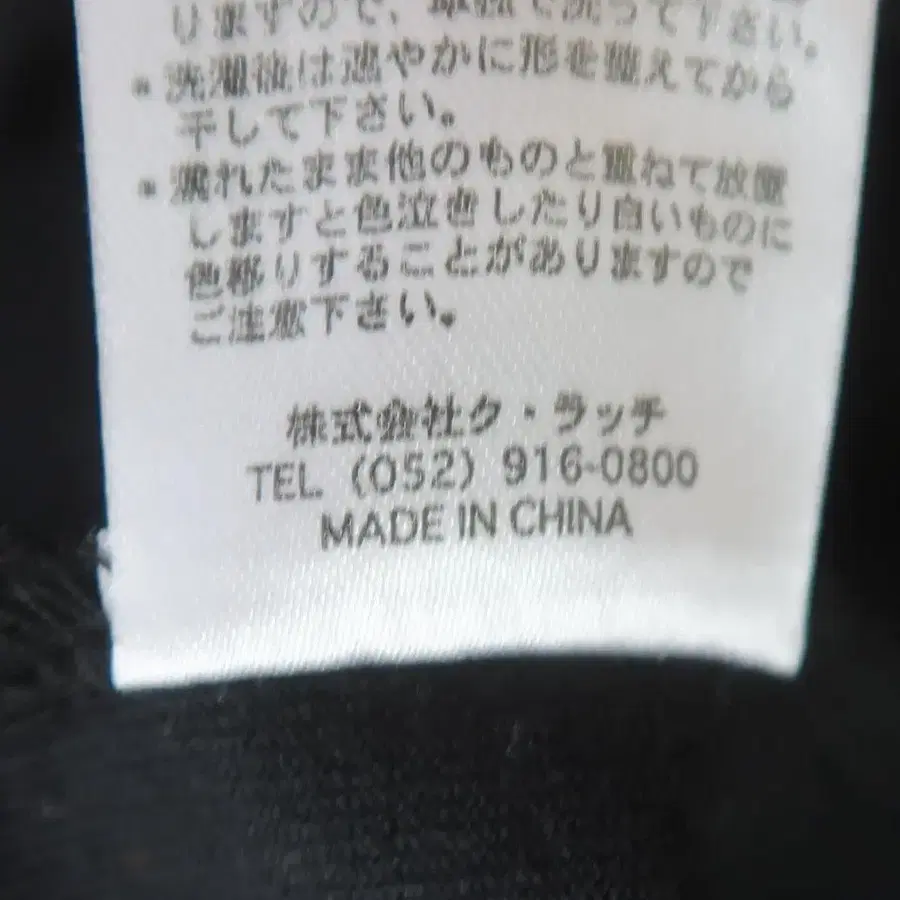 りますので、単独で洗って下さい。
・洗濯後は速やかに形を整えてから
干して下さい。
・濡れたまま他のものと重ねて放置
しますと色泣きしたり白いものに
色移りすることがありますので
ご注意下さい。
株式会社ク・ラッチ
TEL (052) 916-0800
MADE IN CHINA